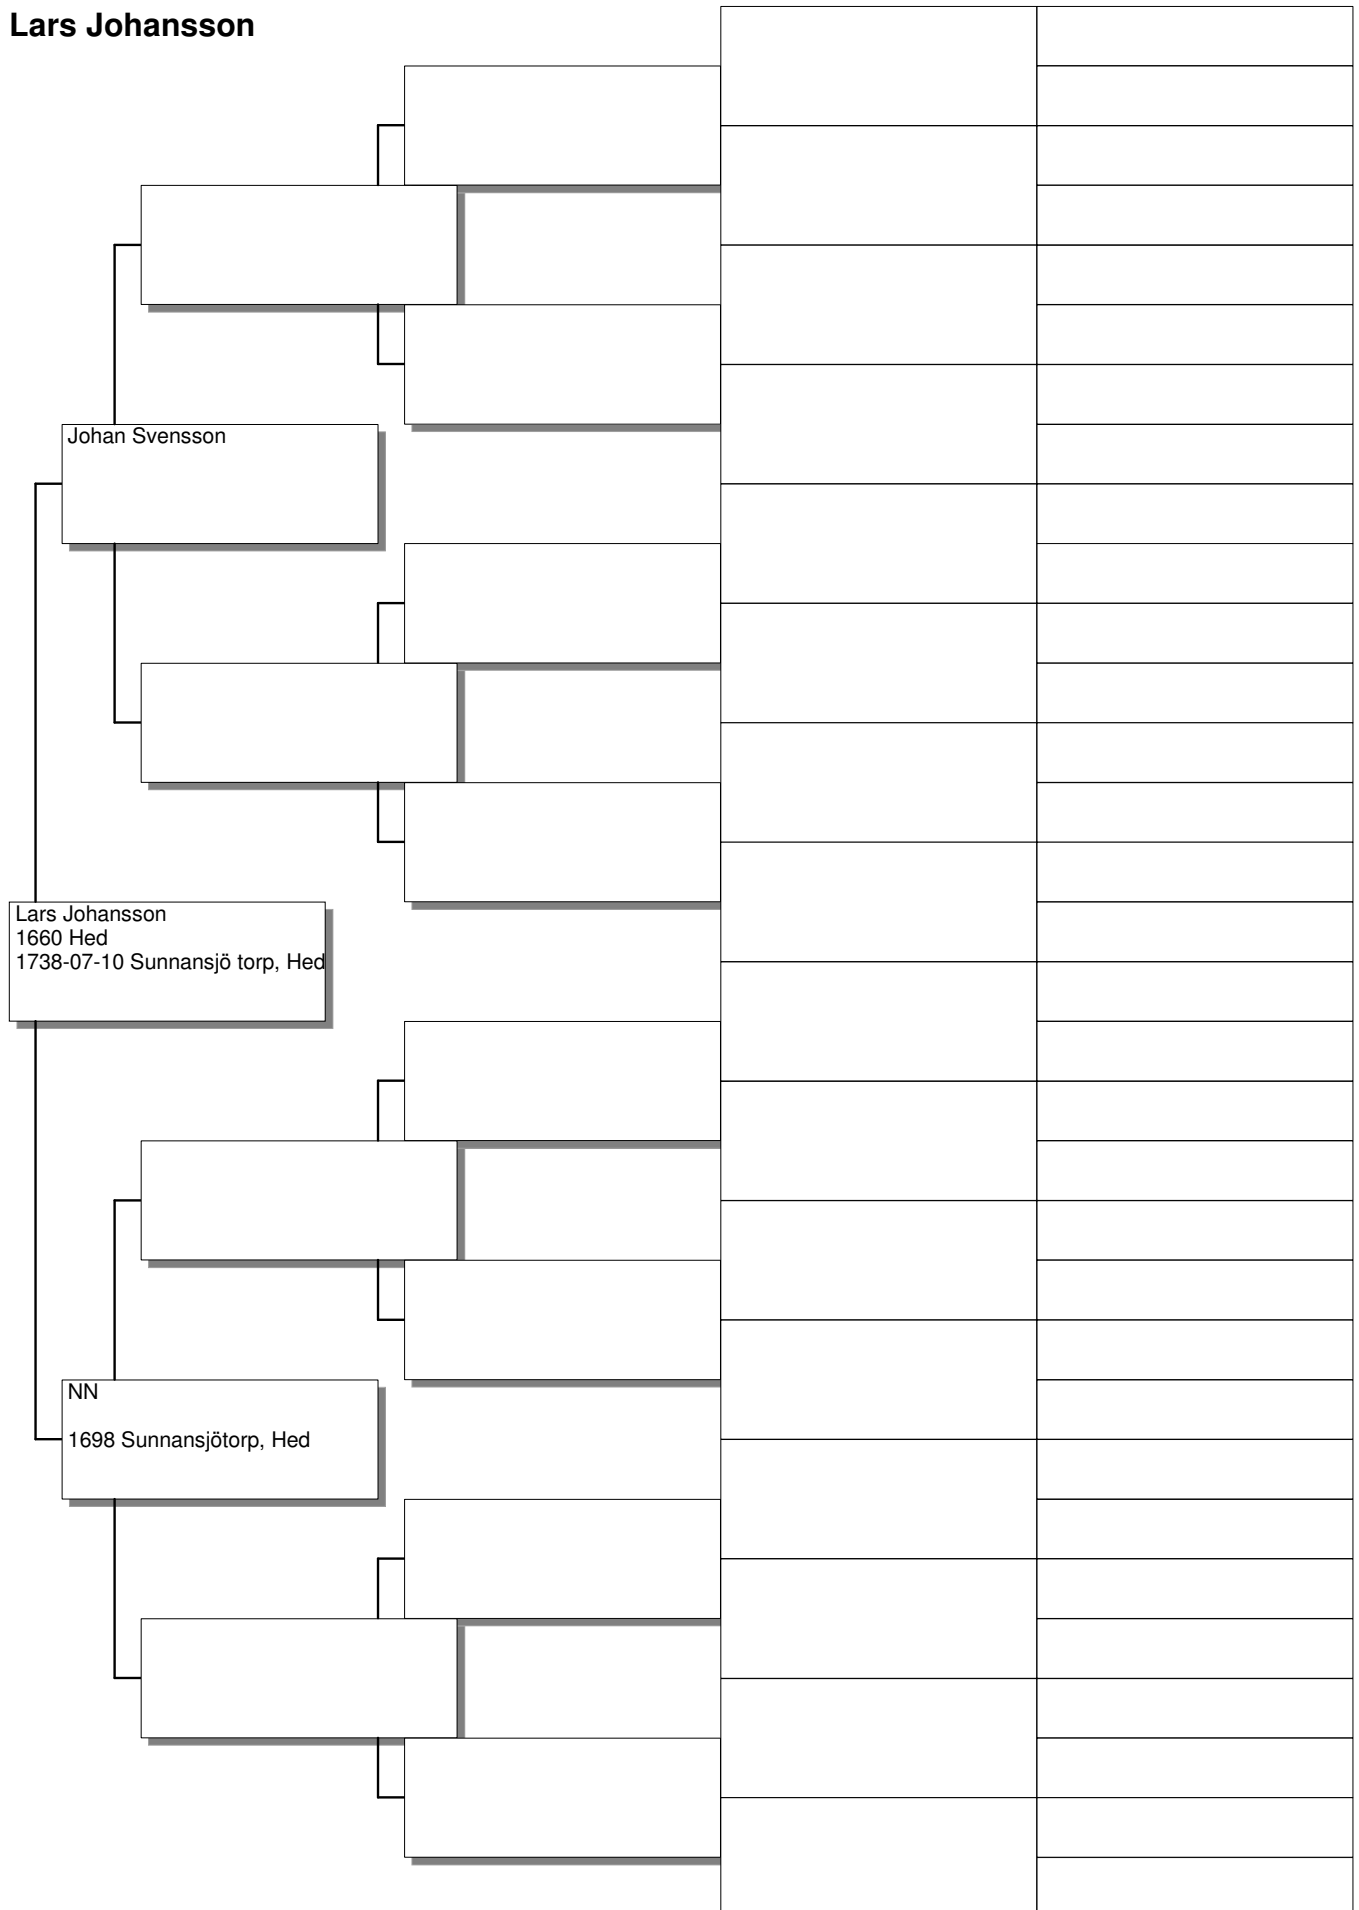 Lars Johansson
Johan Svensson
Lars Johansson
1660 Hed
1738-07-10 Sunnansjö torp, Hed
NN
1698 Sunnansjötorp, Hed